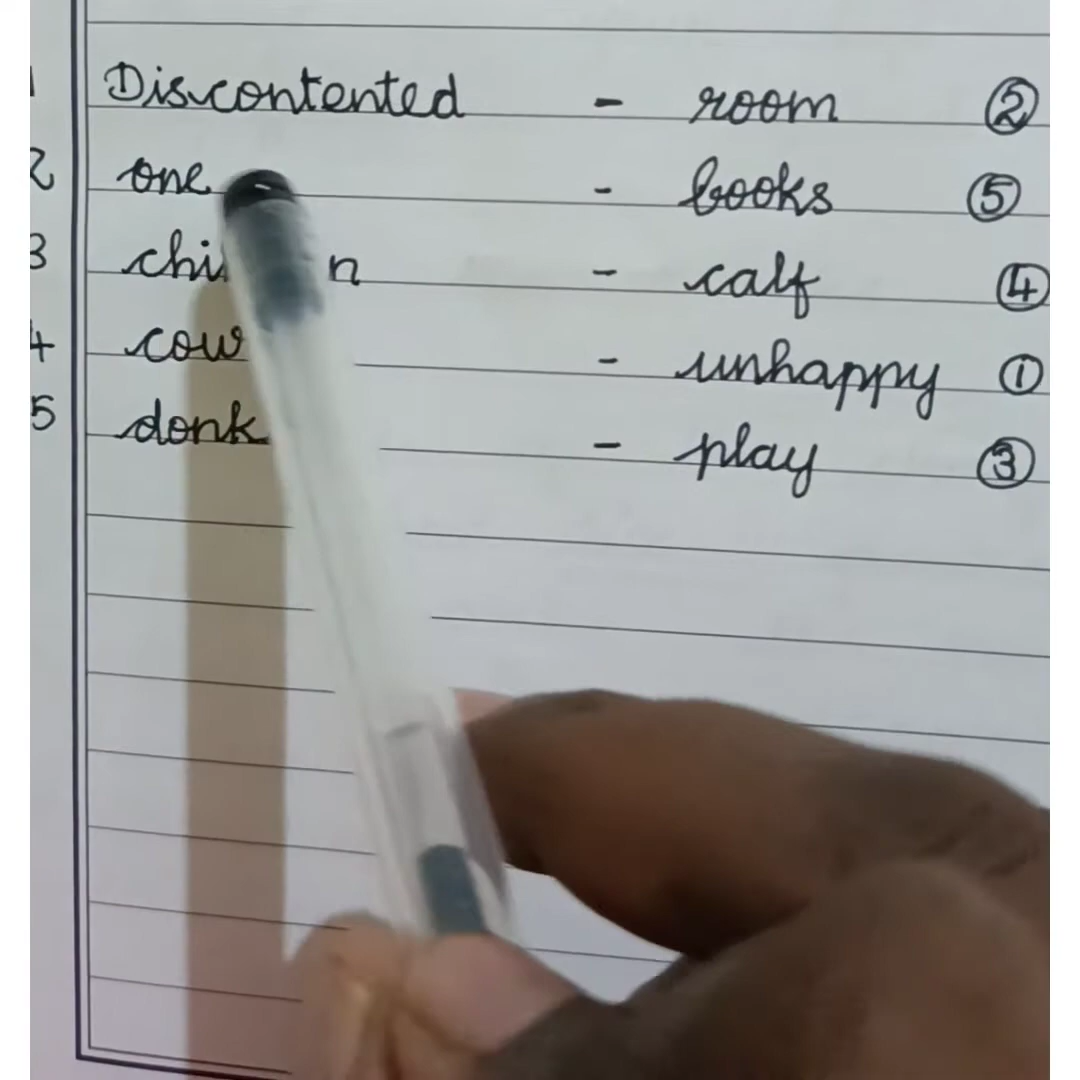 1 Discontented - room ②
2 one - books ⑤
3 - calf ④
4 cow - unhappy ①
5 - play ③